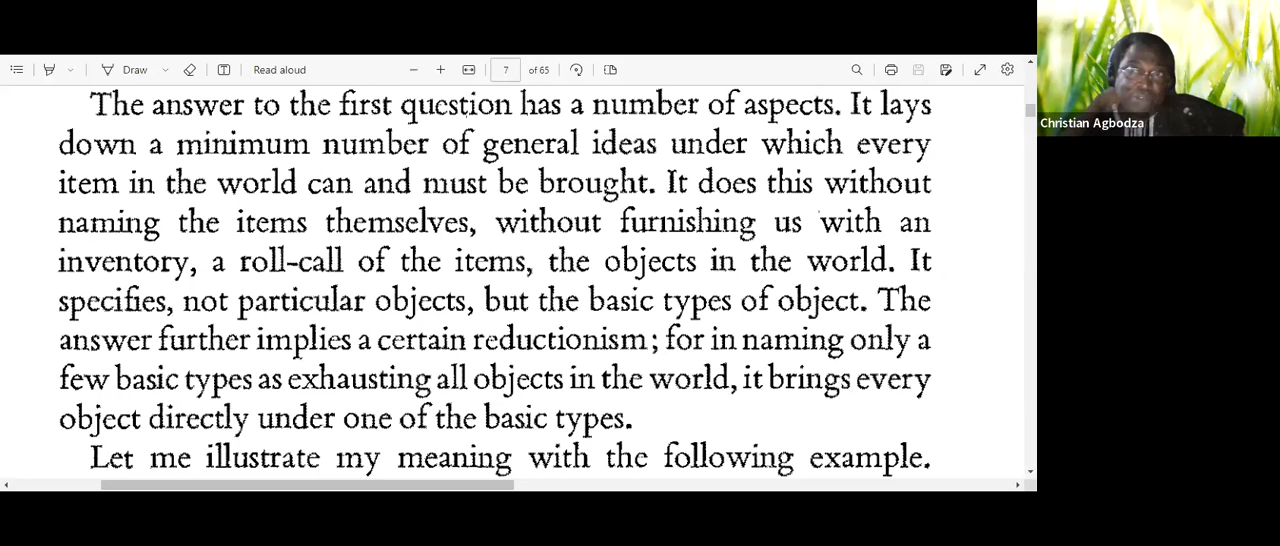 Draw
Read aloud
7
of 65
Christian Agbodza
The answer to the first question has a number of aspects. It lays
down a minimum number of general ideas under which every
item in the world can and must be brought. It does this without
naming the items themselves, without furnishing us with an
inventory, a roll-call of the items, the objects in the world. It
specifies, not particular objects, but the basic types of object. The
answer further implies a certain reductionism; for in naming only a
few basic types as exhausting all objects in the world, it brings every
object directly under one of the basic types.
Let me illustrate my meaning with the following example.